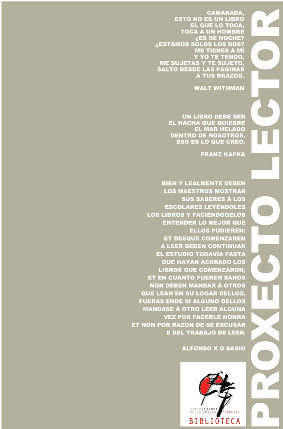 CAMARADA,
ESTO NO ES UN LIBRO
EL QUE LO TOCA,
TOCA A UN HOMBRE
¿ES DE NOCHE?
¿ESTAMOS SÓLOS LOS DOS?
ME TIENES A MÍ
Y YO TE TENGO,
ME SUJETAS Y TE SUJETO,
SALTO DESDE LAS PÁGINAS
A TUS BRAZOS.
WALT WITHMAN
UN LIBRO DEBE SER
EL HACHA QUE QUIEBRE
EL MAR HELADO
DENTRO DE NOSOTROS.
ESO ES LO QUE CREO.
FRANZ KAFKA
BIEN Y LEALMENTE DEBEN
LOS MAESTROS MOSTRAR
SUS SABERES Á LOS
ESCOLARES LEYÉNDOLES
LOS LIBROS Y FACIÉNDOGELOS
ENTENDER LO MEJOR QUE
ELLOS PUDIEREN:
ET DESQUE COMENZAREN
A LEER DEBEN CONTINUAR
EL ESTUDIO TODAVÍA FASTA
QUE HAYAN ACABADO LOS
LIBROS QUE COMENZARON,
ET EN CUANTO FUEREN SANOS
NON DEBEN MANDAR Á OTROS
QUE LEAN EN SU LOGAR DELLOS,
FUERAS ENDE SI ALGUNO DELLOS
MANDASE Á OTRO LEER ALGUNA
VEZ POR FACERLE HONRA
ET NON POR RAZON DE SE EXCUSAR
E DEL TRABAJO DE LEER.
ALFONSO X O SABIO
PROXECTO LECTOR
BIBLIOTECA